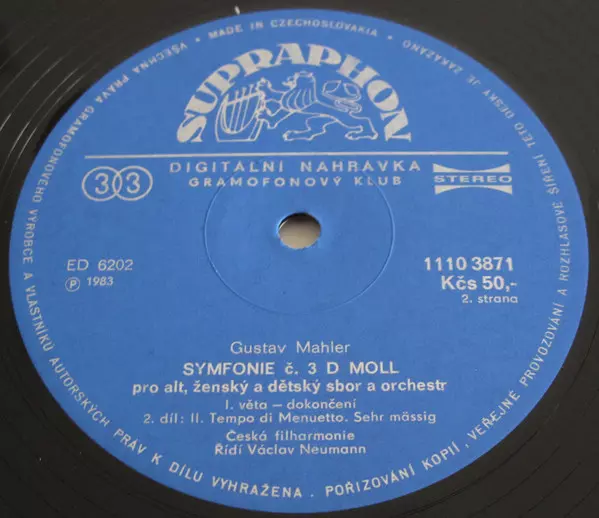 VŠECHNA PRÁVA GRAMOFONOVÉHO VÝROBCE A VLASTNÍKŮ AUTORSKÝCH PRÁV K DÍLU VYHRAŽENA. POŘIZOVÁNÍ KOPIÍ, VEŘEJNÉ PROVOZOVÁNÍ A ROZHLASOVÉ ŠÍŘENÍ TÉTO DESKY JE ZAKÁZÁNO • MADE IN CZECHOSLOVAKIA •
SUPRAPHON
DIGITÁLNÍ NAHRÁVKA
GRAMOFONOVÝ KLUB
33
STEREO
ED 6202
Ⓟ 1983
1110 3871
Kčs 50,-
2. strana
Gustav Mahler
SYMFONIE č. 3 D MOLL
pro alt, ženský a dětský sbor a orchestr
I. věta – dokončení
2. díl: II. Tempo di Menuetto. Sehr mässig
Česká filharmonie
Řídí Václav Neumann